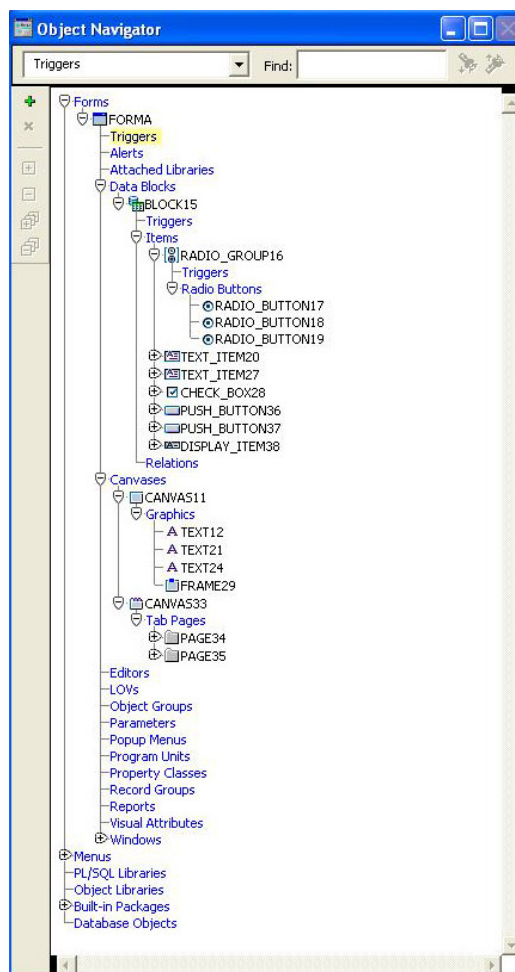 Object Navigator
Triggers
Find:
Forms
FORMA
Triggers
Alerts
Attached Libraries
Data Blocks
BLOCK15
Triggers
Items
RADIO_GROUP16
Triggers
Radio Buttons
RADIO_BUTTON17
RADIO_BUTTON18
RADIO_BUTTON19
TEXT_ITEM20
TEXT_ITEM27
CHECK_BOX28
PUSH_BUTTON36
PUSH_BUTTON37
DISPLAY_ITEM38
Relations
Canvases
CANVAS11
Graphics
A TEXT12
A TEXT21
A TEXT24
FRAME29
CANVAS33
Tab Pages
PAGE34
PAGE35
Editors
LOVs
Object Groups
Parameters
Popup Menus
Program Units
Property Classes
Record Groups
Reports
Visual Attributes
Windows
Menus
PL/SQL Libraries
Object Libraries
Built-in Packages
Database Objects